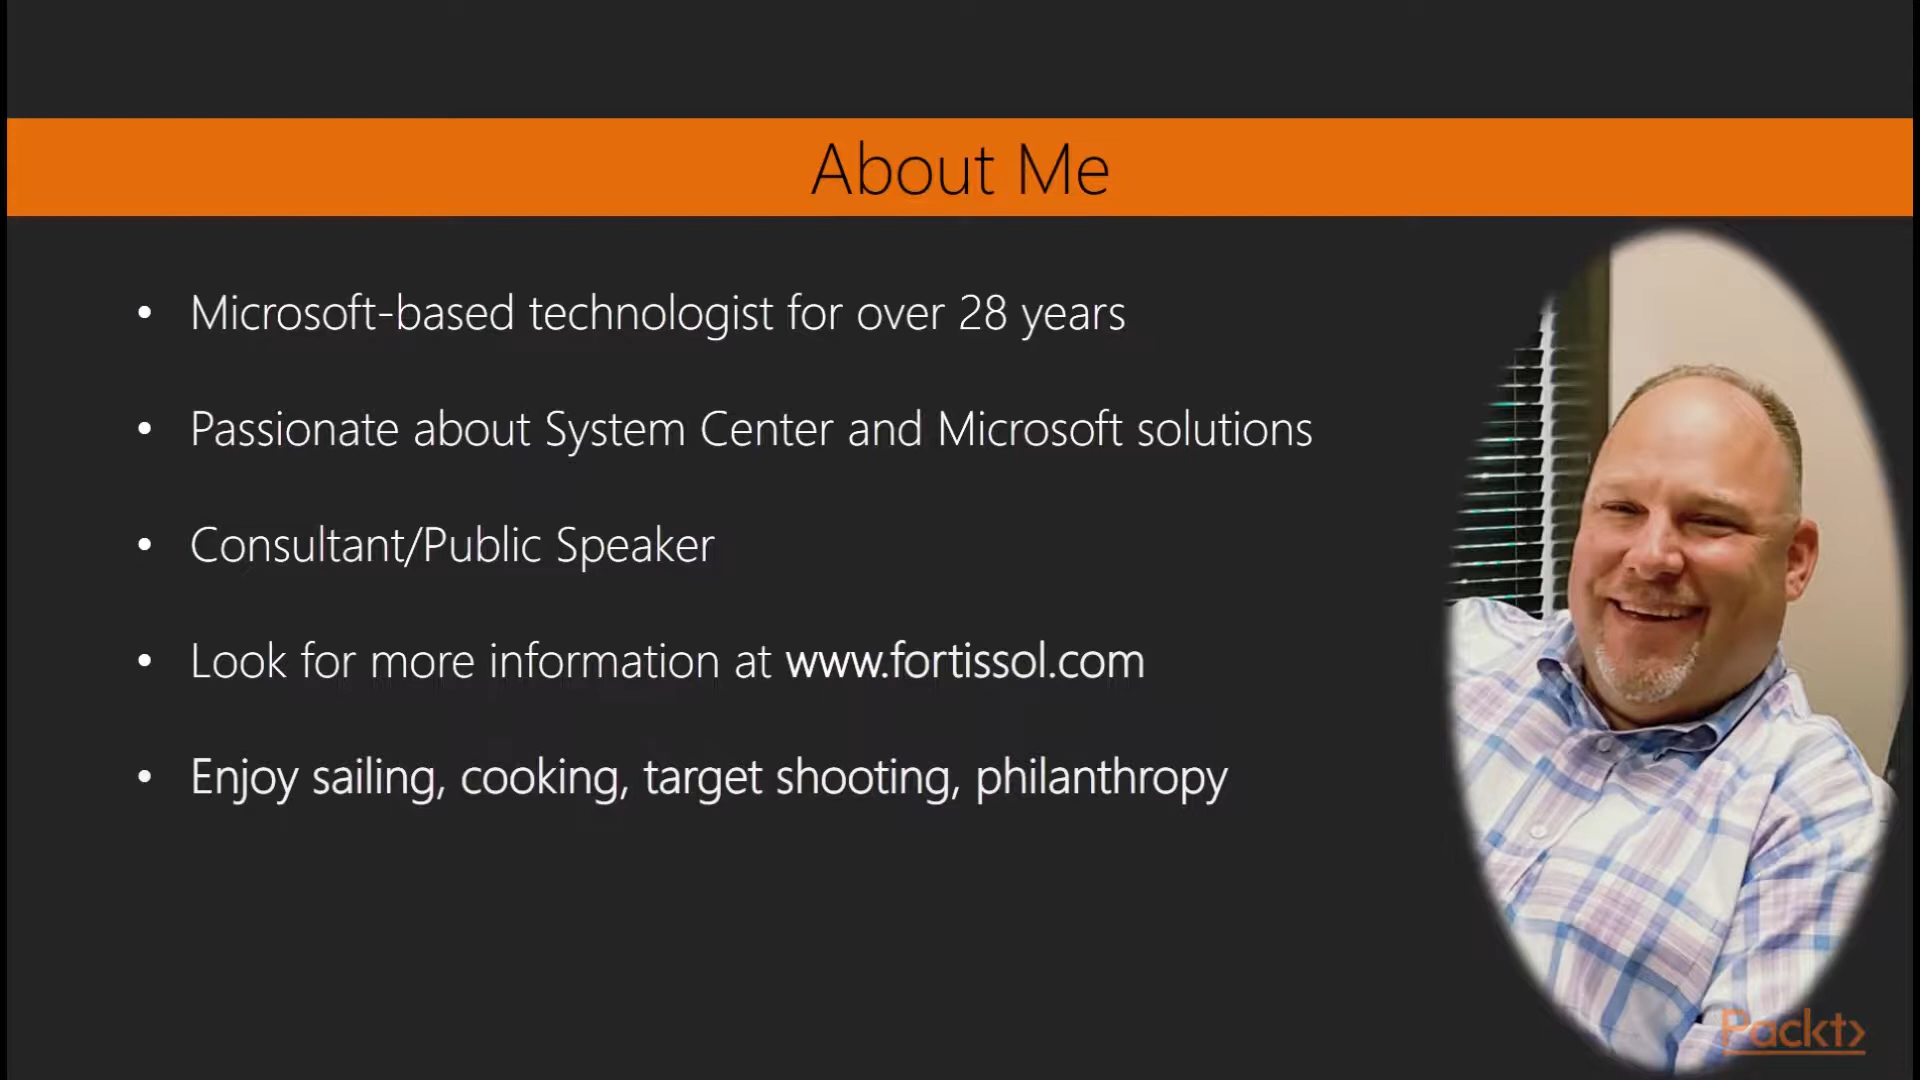 About Me
• Microsoft-based technologist for over 28 years
• Passionate about System Center and Microsoft solutions
• Consultant/Public Speaker
• Look for more information at www.fortissol.com
• Enjoy sailing, cooking, target shooting, philanthropy
Packt>